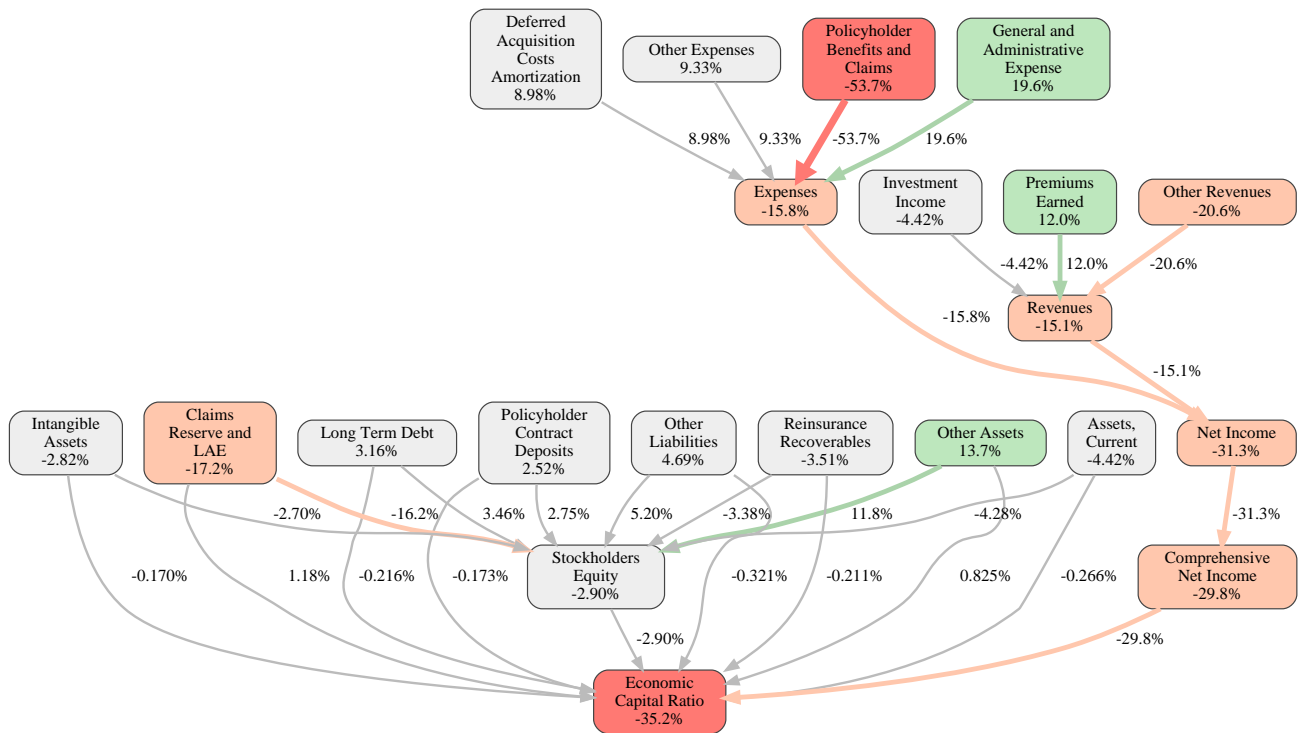 Deferred
Acquisition
Costs
Amortization
8.98%
Other Expenses
9.33%
Policyholder
Benefits and
Claims
-53.7%
General and
Administrative
Expense
19.6%
8.98%
9.33%
-53.7%
19.6%
Expenses
-15.8%
Investment
Income
-4.42%
Premiums
Earned
12.0%
Other Revenues
-20.6%
-4.42%
12.0%
-20.6%
Revenues
-15.1%
-15.8%
-15.1%
Intangible
Assets
-2.82%
Claims
Reserve and
LAE
-17.2%
Long Term Debt
3.16%
Policyholder
Contract
Deposits
2.52%
Other
Liabilities
4.69%
Reinsurance
Recoverables
-3.51%
Other Assets
13.7%
Assets,
Current
-4.42%
Net Income
-31.3%
-2.70%
-16.2%
3.46%
2.75%
5.20%
-3.38%
11.8%
-4.28%
-31.3%
Stockholders
Equity
-2.90%
Comprehensive
Net Income
-29.8%
-0.170%
1.18%
-0.216%
-0.173%
-0.321%
-0.211%
0.825%
-0.266%
-2.90%
-29.8%
Economic
Capital Ratio
-35.2%